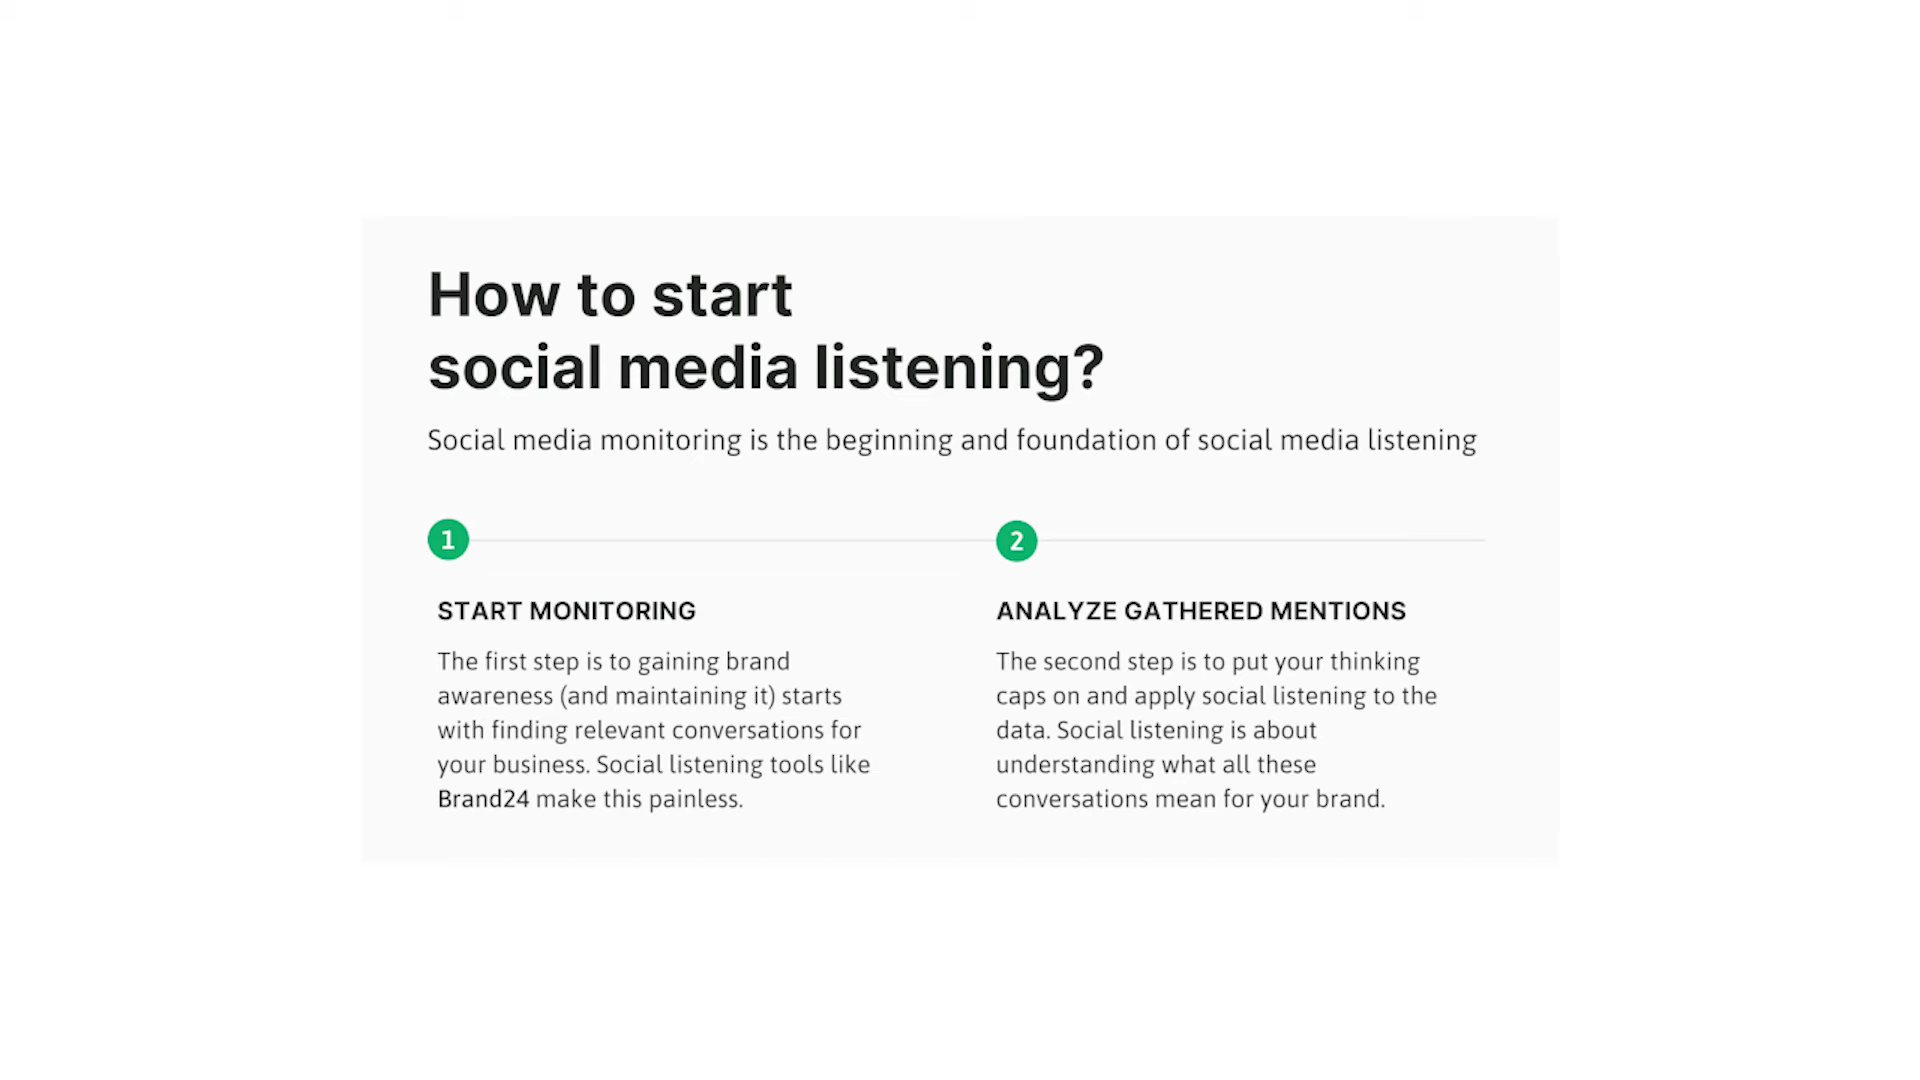 How to start
social media listening?
Social media monitoring is the beginning and foundation of social media listening
1
START MONITORING
The first step is to gaining brand
awareness (and maintaining it) starts
with finding relevant conversations for
your business. Social listening tools like
Brand24 make this painless.
2
ANALYZE GATHERED MENTIONS
The second step is to put your thinking
caps on and apply social listening to the
data. Social listening is about
understanding what all these
conversations mean for your brand.